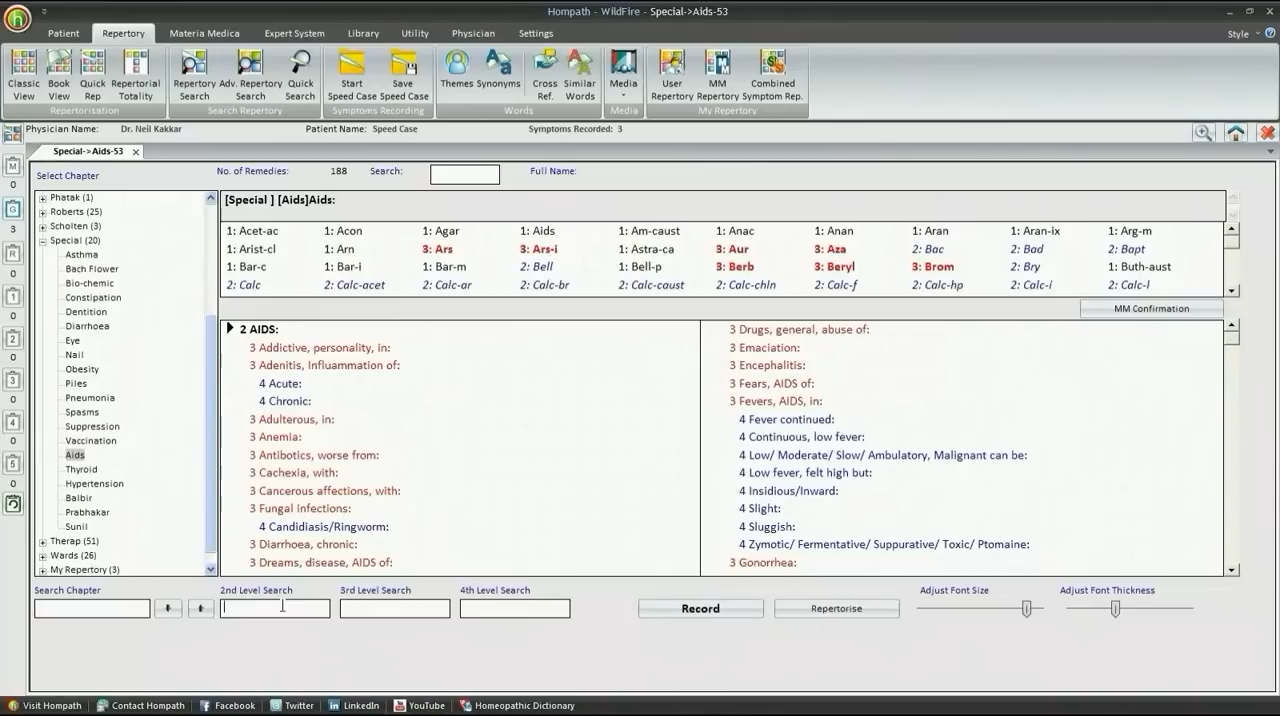 Hompath - WildFire - Special->Aids-53
Patient Repertory Materia Medica Expert System Library Utility Physician Settings Style
Classic View Book View Quick Rep Repertorial Totality Repertory Search Adv. Repertory Search Quick Search Start Speed Case Save Speed Case Themes Synonyms Cross Ref. Similar Words Media User Repertory MM Repertory Combined Symptom Rep.
Repertorisation Search Repertory Symptoms Recording Words Media My Repertory
Physician Name: Dr. Neil Kakkar Patient Name: Speed Case Symptoms Recorded: 3
Special->Aids-53
M
0
G
3
R
0
1
0
2
0
3
0
4
0
5
0
Select Chapter
Phatak (1)
Roberts (25)
Scholten (3)
Special (20)
Asthma
Bach Flower
Bio-chemic
Constipation
Dentition
Diarrhoea
Eye
Nail
Obesity
Piles
Pneumonia
Spasms
Suppression
Vaccination
Aids
Thyroid
Hypertension
Balbir
Prabhakar
Sunil
Therap (51)
Wards (26)
My Repertory (3)
No. of Remedies: 188 Search: Full Name:
[Special ] [Aids]Aids:
1: Acet-ac 1: Acon 1: Agar 1: Aids 1: Am-caust 1: Anac 1: Anan 1: Aran 1: Aran-ix 1: Arg-m
1: Arist-cl 1: Arn 3: Ars 3: Ars-i 1: Astra-ca 3: Aur 3: Aza 2: Bac 2: Bad 2: Bapt
1: Bar-c 1: Bar-i 1: Bar-m 2: Bell 1: Bell-p 3: Berb 3: Beryl 3: Brom 2: Bry 1: Buth-aust
2: Calc 2: Calc-acet 2: Calc-ar 2: Calc-br 2: Calc-caust 2: Calc-chln 2: Calc-f 2: Calc-hp 2: Calc-i 2: Calc-l
MM Confirmation
2 AIDS:
3 Addictive, personality, in:
3 Adenitis, Influammation of:
4 Acute:
4 Chronic:
3 Adulterous, in:
3 Anemia:
3 Antibiotics, worse from:
3 Cachexia, with:
3 Cancerous affections, with:
3 Fungal infections:
4 Candidiasis/Ringworm:
3 Diarrhoea, chronic:
3 Dreams, disease, AIDS of:
3 Drugs, general, abuse of:
3 Emaciation:
3 Encephalitis:
3 Fears, AIDS of:
3 Fevers, AIDS, in:
4 Fever continued:
4 Continuous, low fever:
4 Low/ Moderate/ Slow/ Ambulatory, Malignant can be:
4 Low fever, felt high but:
4 Insidious/Inward:
4 Slight:
4 Sluggish:
4 Zymotic/ Fermentative/ Suppurative/ Toxic/ Ptomaine:
3 Gonorrhea:
Search Chapter 2nd Level Search 3rd Level Search 4th Level Search Adjust Font Size Adjust Font Thickness
Record Repertorise
Visit Hompath Contact Hompath Facebook Twitter LinkedIn YouTube Homeopathic Dictionary